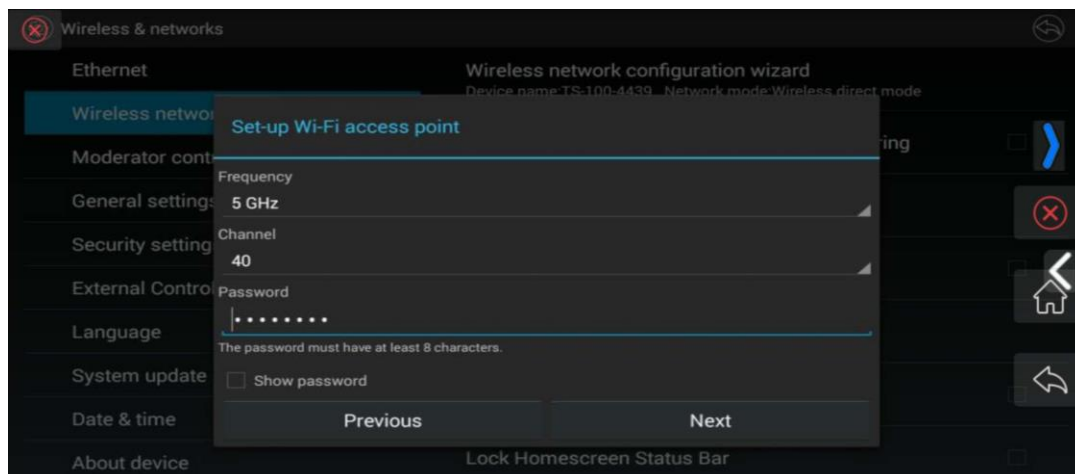 Wireless & networks
Ethernet
Wireless networ
Moderator cont
General settings
Security setting
External Control
Language
System update
Date & time
About device
Wireless network configuration wizard
Device name:TS-100-4439 Network mode:Wireless direct mode
ring
Lock Homescreen Status Bar
Set-up Wi-Fi access point
Frequency
5 GHz
Channel
40
Password
••••••••
The password must have at least 8 characters.
Show password
Previous
Next